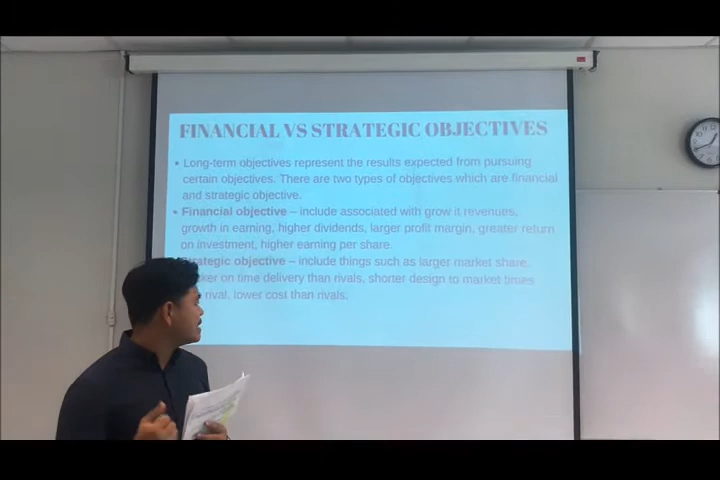 FINANCIAL VS STRATEGIC OBJECTIVES
• Long-term objectives represent the results expected from pursuing
certain objectives. There are two types of objectives which are financial
and strategic objective.
• Financial objective – include associated with grow it revenues,
growth in earning, higher dividends, larger profit margin, greater return
on investment, higher earning per share.
objective – include things such as larger market share,
on time delivery than rivals, shorter design to market times
rival, lower cost than rivals.